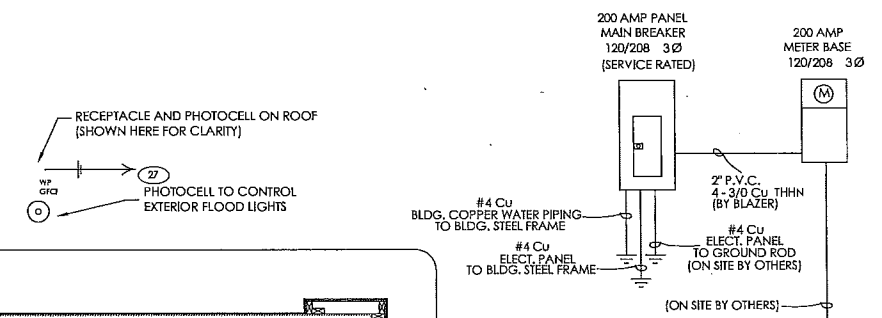 200 AMP PANEL
MAIN BREAKER
120/208 3Ø
(SERVICE RATED)
200 AMP
METER BASE
120/208 3Ø
M
RECEPTACLE AND PHOTOCELL ON ROOF
(SHOWN HERE FOR CLARITY)
27
WP
GFCI
PHOTOCELL TO CONTROL
EXTERIOR FLOOD LIGHTS
2" P.V.C.
4 - 3/0 Cu THHN
(BY BLAZER)
#4 Cu
BLDG. COPPER WATER PIPING
TO BLDG. STEEL FRAME
#4 Cu
ELECT. PANEL
TO BLDG. STEEL FRAME
#4 Cu
ELECT. PANEL
TO GROUND ROD
(ON SITE BY OTHERS)
(ON SITE BY OTHERS)